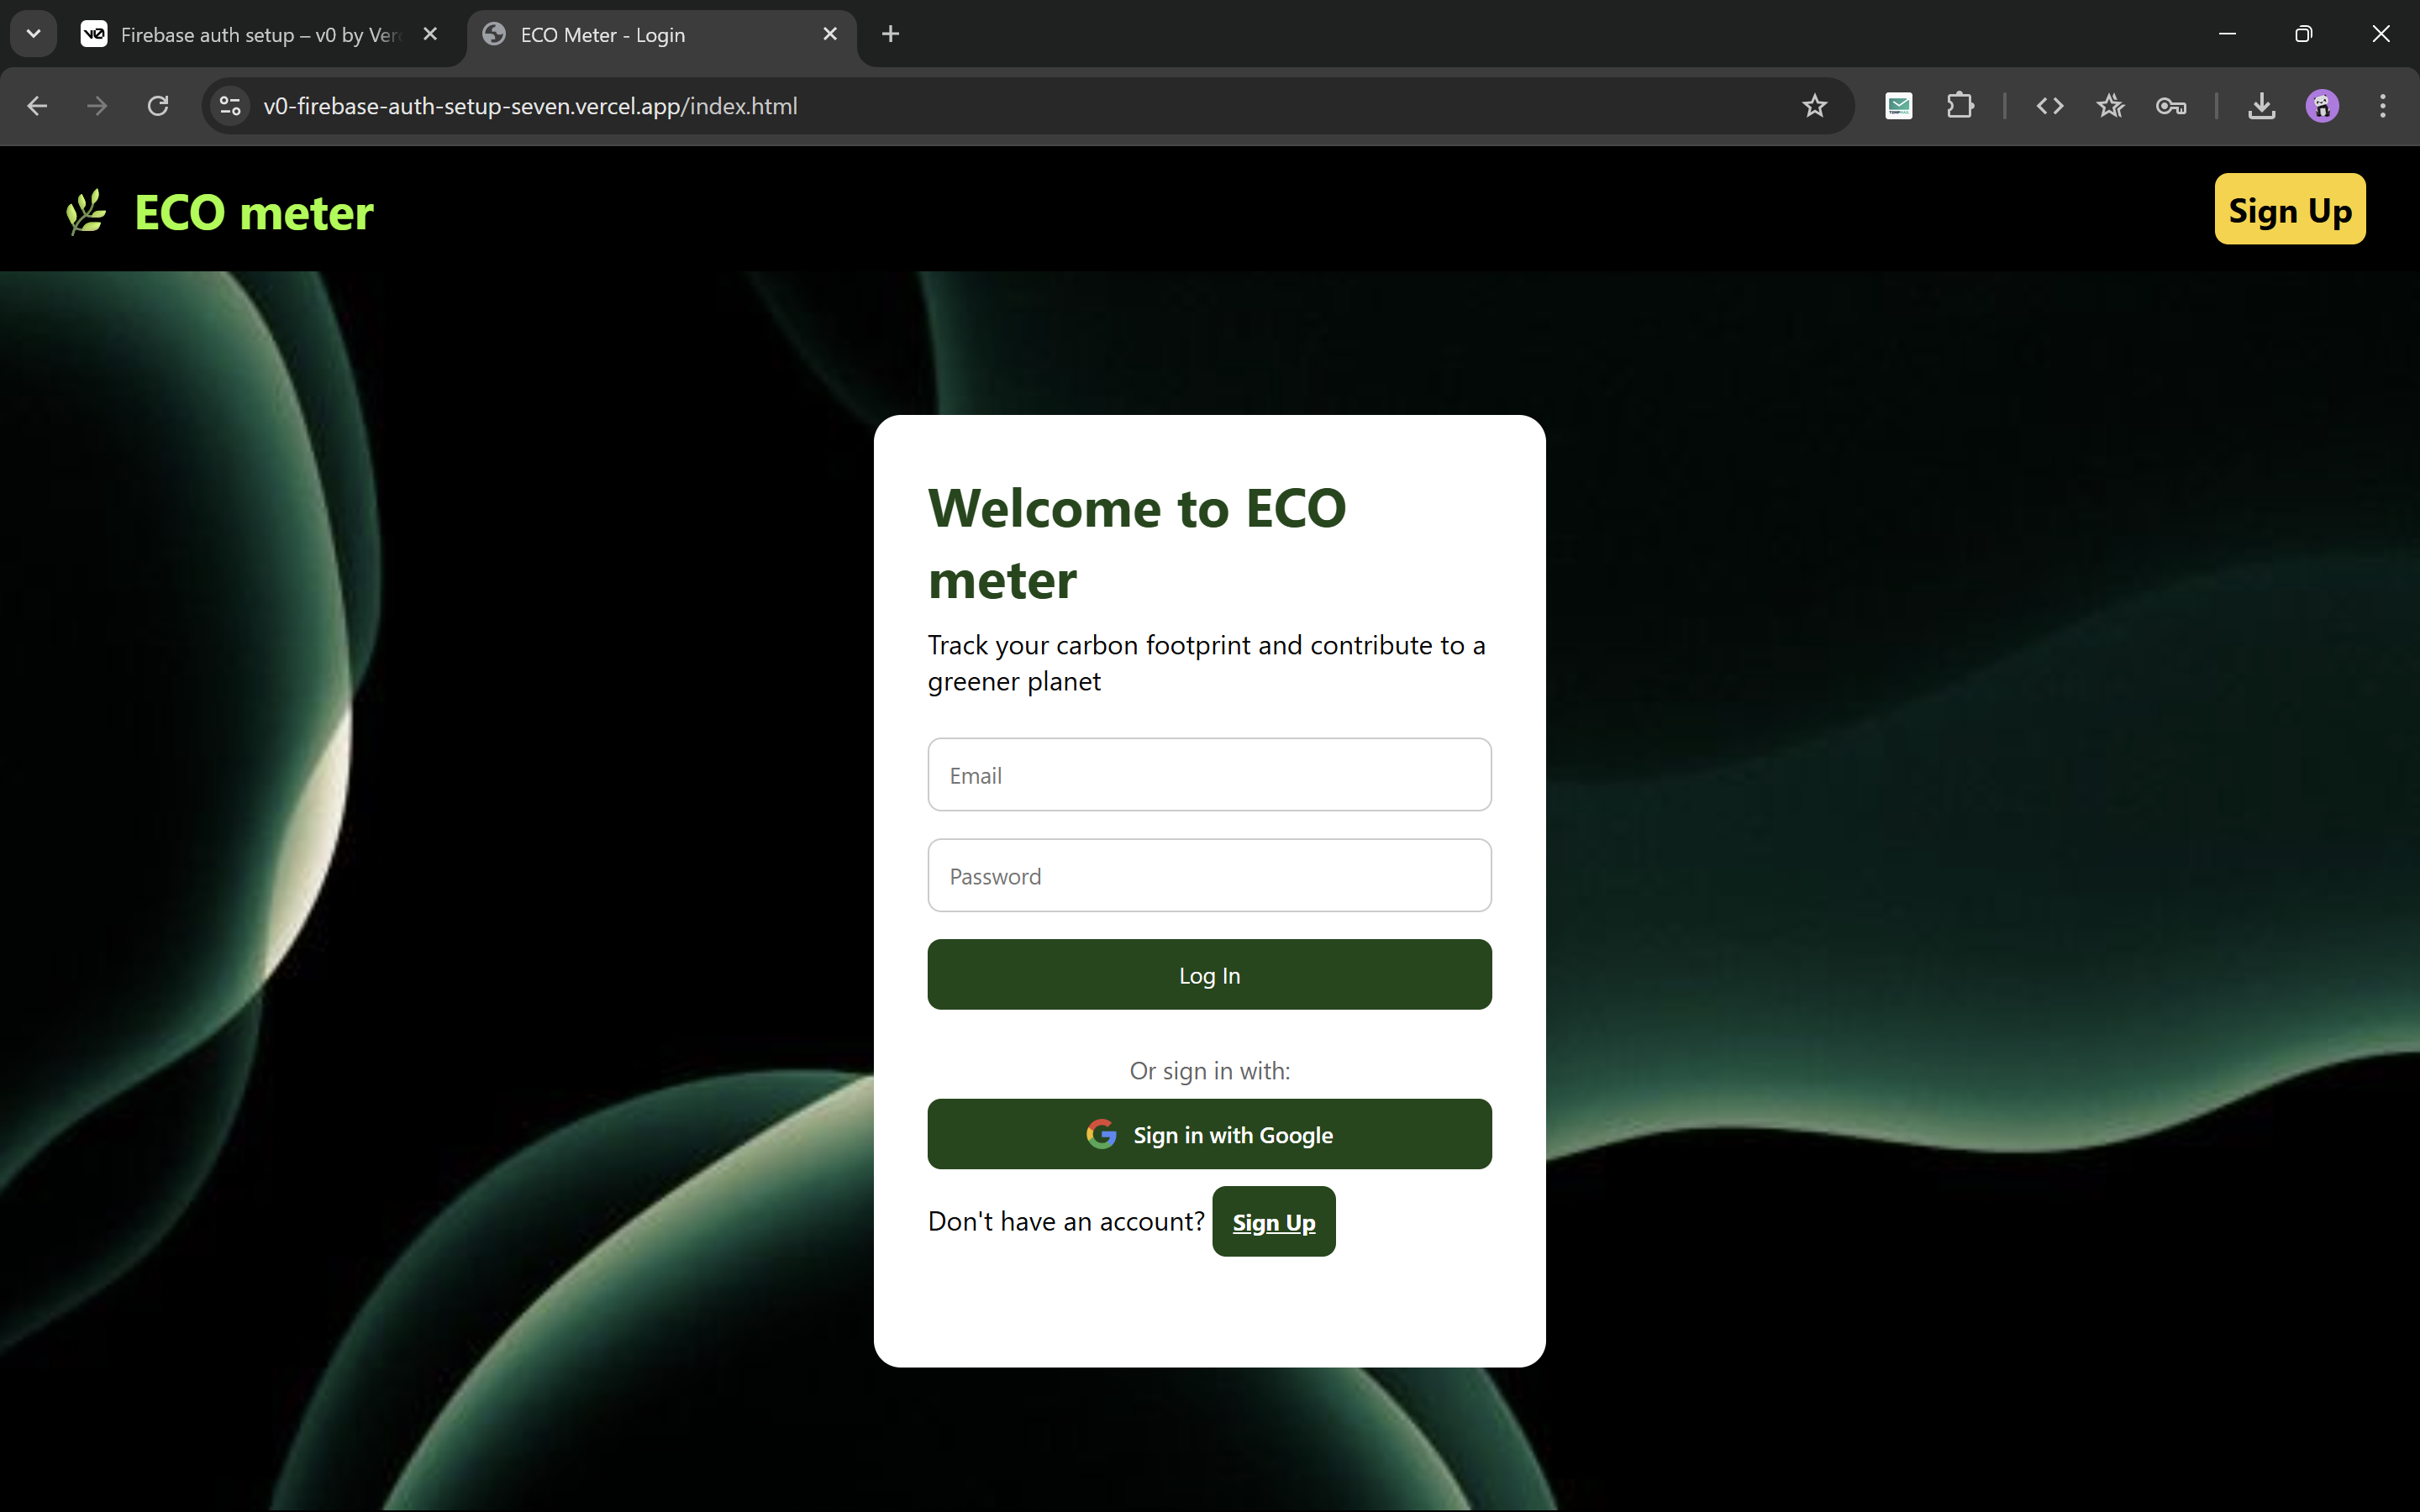 Firebase auth setup – v0 by Ver
ECO Meter - Login
v0-firebase-auth-setup-seven.vercel.app/index.html
ECO meter
Sign Up
Welcome to ECO
meter
Track your carbon footprint and contribute to a
greener planet
Email
Password
Log In
Or sign in with:
Sign in with Google
Don't have an account? Sign Up